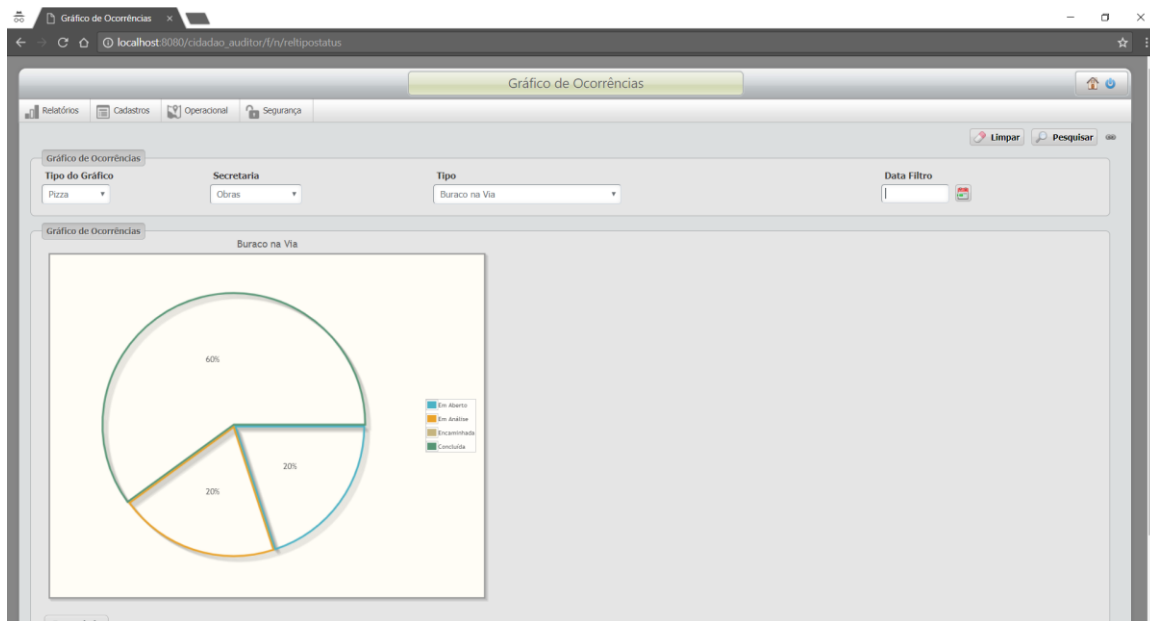 Gráfico de Ocorrências
localhost:8080/cidadao_auditor/f/n/reltipostatus
Gráfico de Ocorrências
Relatórios Cadastros Operacional Segurança
Limpar Pesquisar
Gráfico de Ocorrências
Tipo do Gráfico Secretaria Tipo Data Filtro
Pizza Obras Buraco na Via
Gráfico de Ocorrências
Buraco na Via
60%
20%
20%
Em Aberto
Em Análise
Encaminhada
Concluída